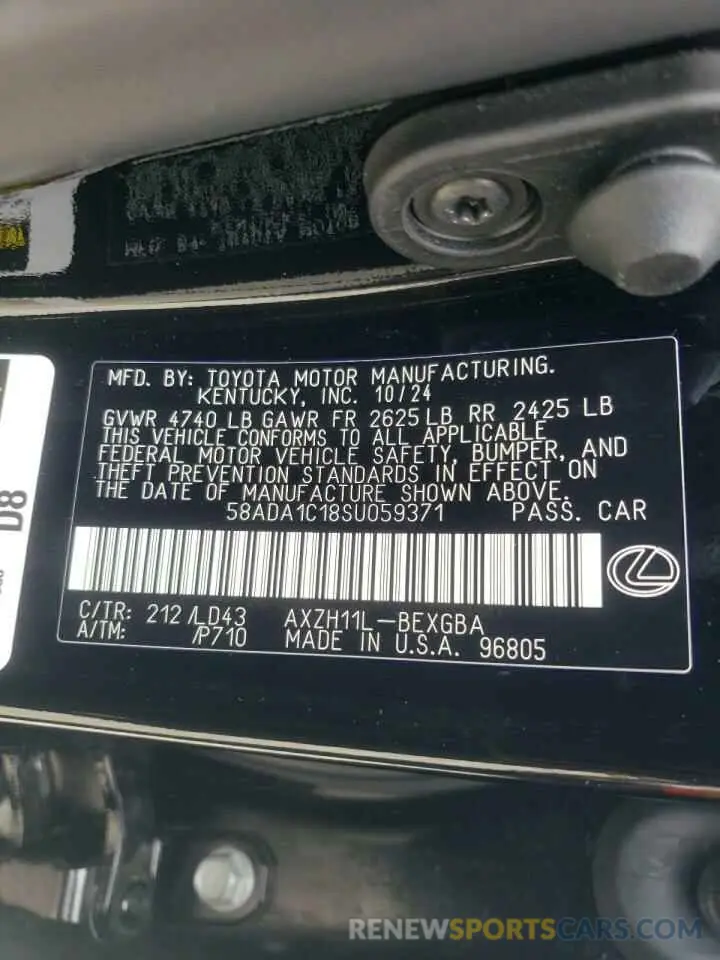 MFD. BY: TOYOTA MOTOR MANUFACTURING.
KENTUCKY, INC. 10/24
GVWR 4740 LB GAWR FR 2625 LB RR 2425 LB
THIS VEHICLE CONFORMS TO ALL APPLICABLE
FEDERAL MOTOR VEHICLE SAFETY, BUMPER, AND
THEFT PREVENTION STANDARDS IN EFFECT ON
THE DATE OF MANUFACTURE SHOWN ABOVE.
58ADA1C18SU059371 PASS. CAR
C/TR: 212 /LD43 AXZH11L-BEXGBA
A/TM: /P710 MADE IN U.S.A. 96805
D8
RENEWSPORTSCARS.COM